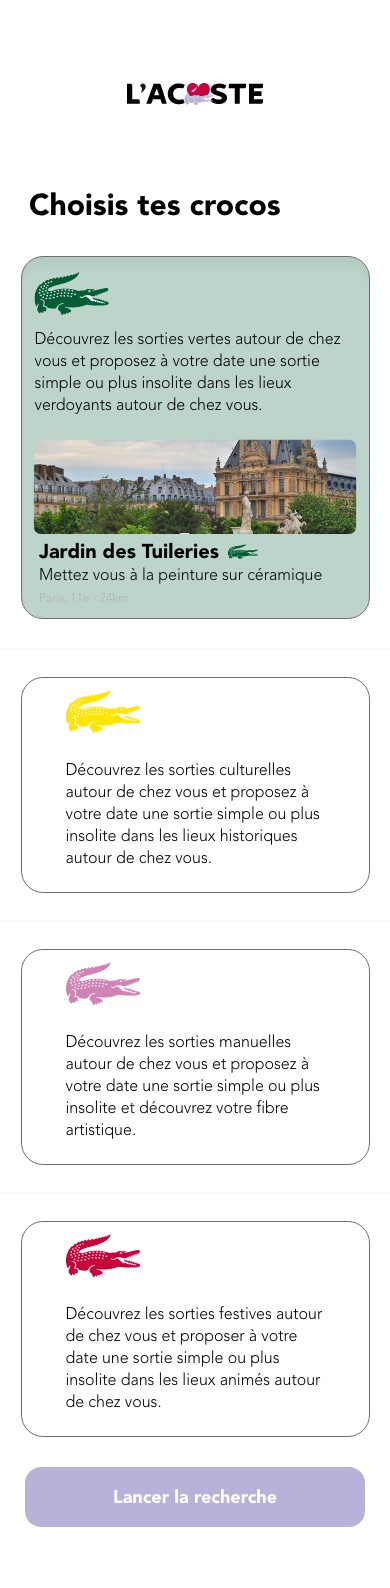 L'ACOSTE
Choisis tes crocos
Découvrez les sorties vertes autour de chez
vous et proposez à votre date une sortie
simple ou plus insolite dans les lieux
verdoyants autour de chez vous.
Jardin des Tuileries
Mettez vous à la peinture sur céramique
Paris, 11e - 24km
Découvrez les sorties culturelles
autour de chez vous et proposez à
votre date une sortie simple ou plus
insolite dans les lieux historiques
autour de chez vous.
Découvrez les sorties manuelles
autour de chez vous et proposez à
votre date une sortie simple ou plus
insolite et découvrez votre fibre
artistique.
Découvrez les sorties festives autour
de chez vous et proposer à votre
date une sortie simple ou plus
insolite dans les lieux animés autour
de chez vous.
Lancer la recherche